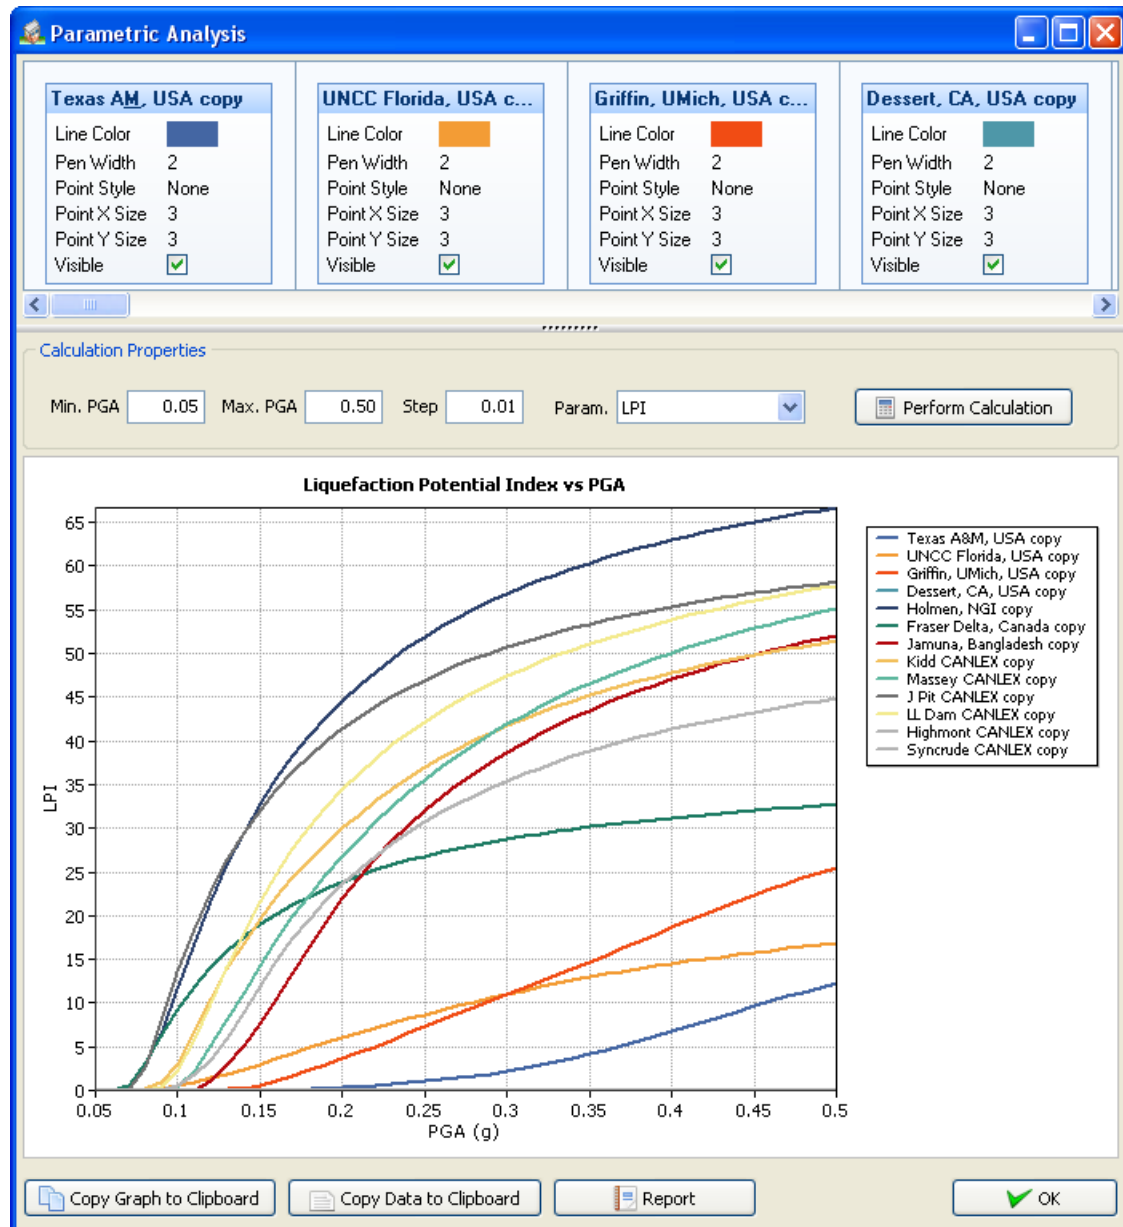 Parametric Analysis
Texas AM, USA copy
Line Color
Pen Width 2
Point Style None
Point X Size 3
Point Y Size 3
Visible
UNCC Florida, USA c...
Line Color
Pen Width 2
Point Style None
Point X Size 3
Point Y Size 3
Visible
Griffin, UMich, USA c...
Line Color
Pen Width 2
Point Style None
Point X Size 3
Point Y Size 3
Visible
Dessert, CA, USA copy
Line Color
Pen Width 2
Point Style None
Point X Size 3
Point Y Size 3
Visible
Calculation Properties
Min. PGA 0.05 Max. PGA 0.50 Step 0.01 Param. LPI Perform Calculation
Liquefaction Potential Index vs PGA
65
60
55
50
45
40
35
30
25
20
15
10
5
0
LPI
0.05 0.1 0.15 0.2 0.25 0.3 0.35 0.4 0.45 0.5
PGA (g)
Texas A&M, USA copy
UNCC Florida, USA copy
Griffin, UMich, USA copy
Dessert, CA, USA copy
Holmen, NGI copy
Fraser Delta, Canada copy
Jamuna, Bangladesh copy
Kidd CANLEX copy
Massey CANLEX copy
J Pit CANLEX copy
LL Dam CANLEX copy
Highmont CANLEX copy
Syncrude CANLEX copy
Copy Graph to Clipboard Copy Data to Clipboard Report OK